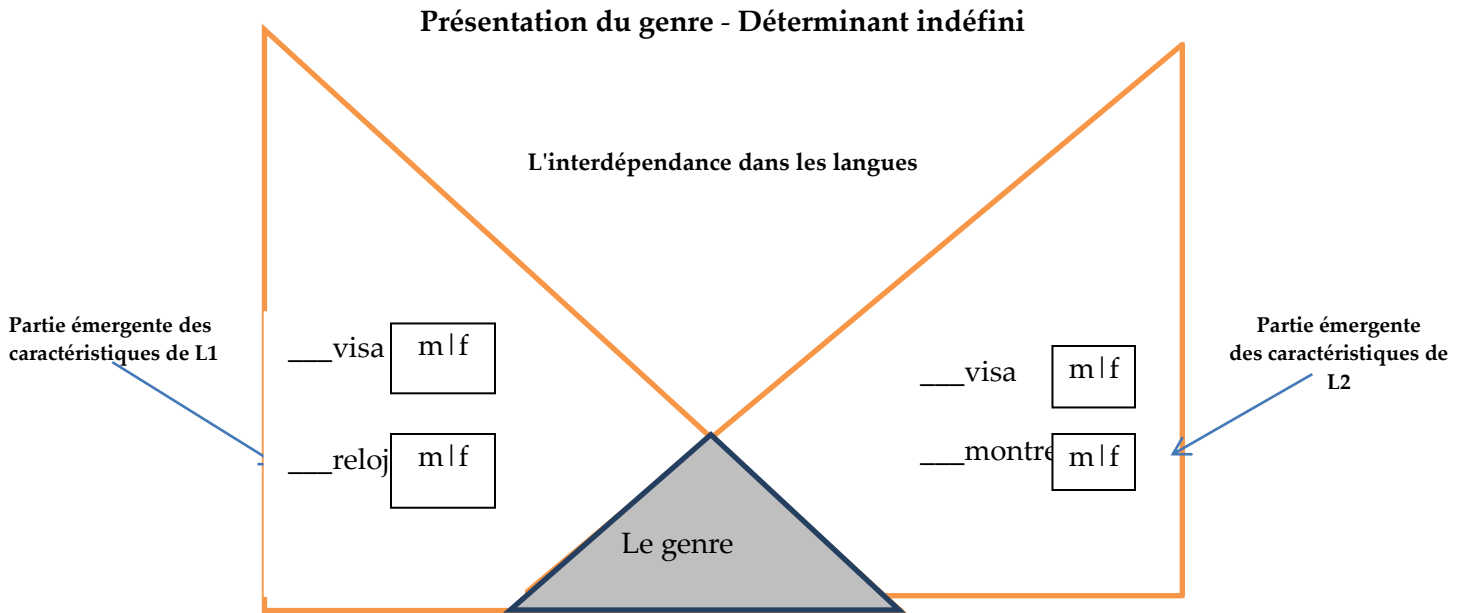 Présentation du genre - Déterminant indéfini
L'interdépendance dans les langues
Partie émergente des
caractéristiques de L1
___visa
m|f
___reloj
m|f
___visa
m|f
___montre
m|f
Partie émergente
des caractéristiques de
L2
Le genre